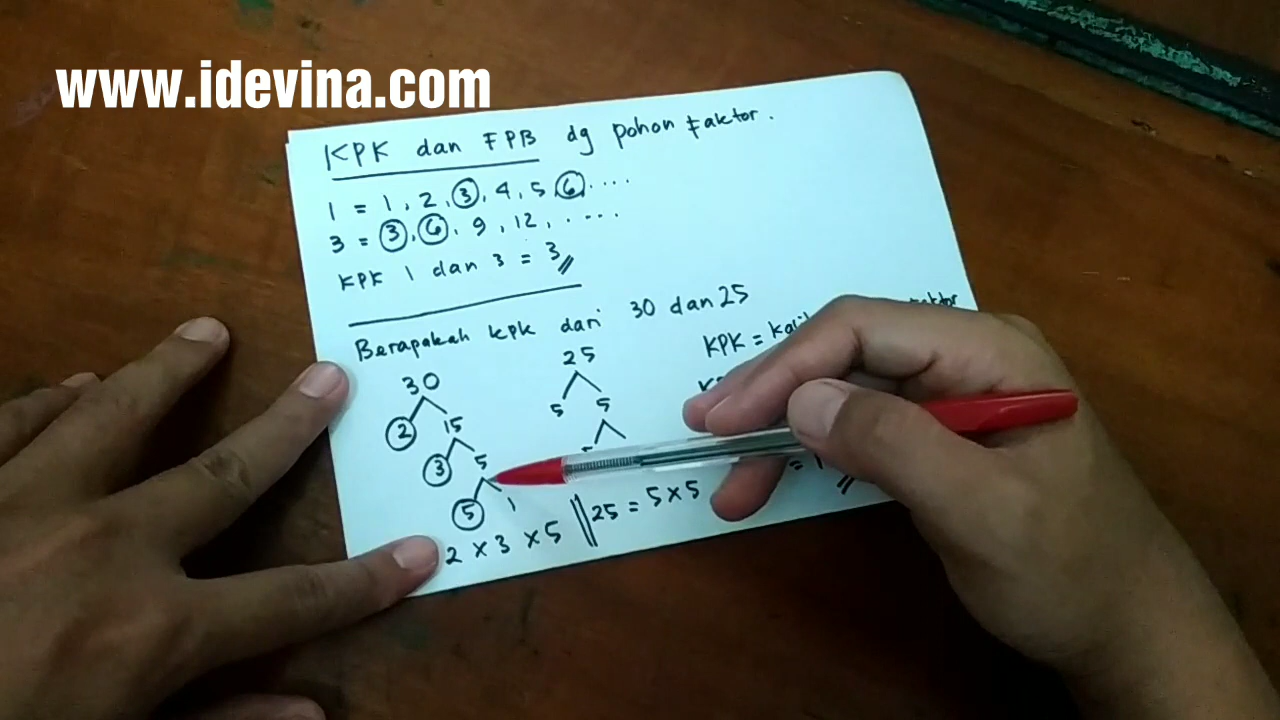 www.idevina.com
KPK dan FPB dg pohon Faktor.
1 = 1, 2, 3, 4, 5, 6, ....
3 = 3, 6, 9, 12, ....
KPK 1 dan 3 = 3
Berapakah kpk dari 30 dan 25
30
2 15
3 5
5 1
2 x 3 x 5
25
5 5
25 = 5 x 5
KPK =